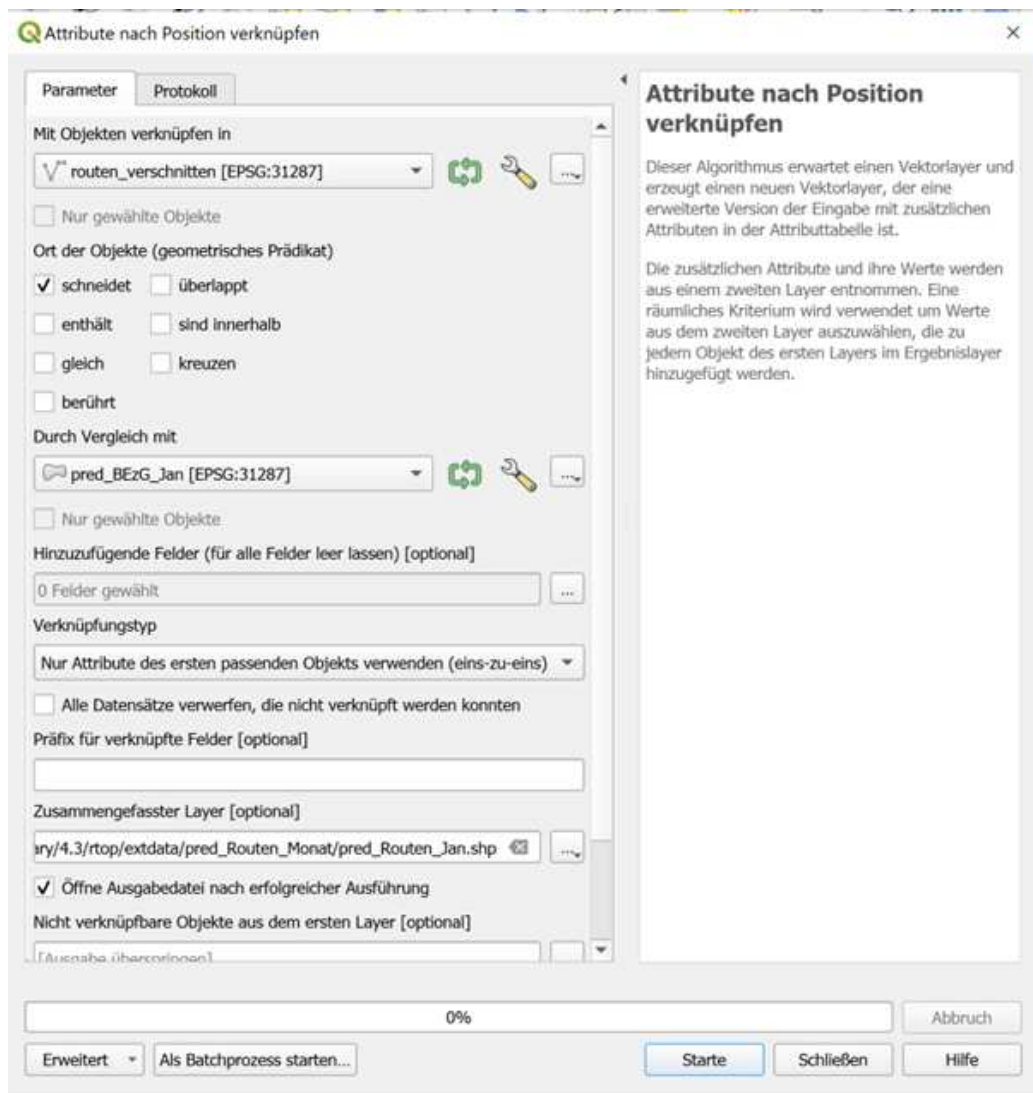 Attribute nach Position verknüpfen
Parameter Protokoll
Mit Objekten verknüpfen in
routen_verschnitten [EPSG:31287]
...
Nur gewählte Objekte
Ort der Objekte (geometrisches Prädikat)
schneidet überlappt
enthält sind innerhalb
gleich kreuzen
berührt
Durch Vergleich mit
pred_BEzG_Jan [EPSG:31287]
...
Nur gewählte Objekte
Hinzuzufügende Felder (für alle Felder leer lassen) [optional]
0 Felder gewählt
...
Verknüpfungstyp
Nur Attribute des ersten passenden Objekts verwenden (eins-zu-eins)
Alle Datensätze verwerfen, die nicht verknüpft werden konnten
Präfix für verknüpfte Felder [optional]
Zusammengefasster Layer [optional]
ary/4.3/rtop/extdata/pred_Routen_Monat/pred_Routen_Jan.shp
...
Öffne Ausgabedatei nach erfolgreicher Ausführung
Nicht verknüpfbare Objekte aus dem ersten Layer [optional]
[Ausgabe überspringen]
Attribute nach Position
verknüpfen
Dieser Algorithmus erwartet einen Vektorlayer und
erzeugt einen neuen Vektorlayer, der eine
erweiterte Version der Eingabe mit zusätzlichen
Attributen in der Attributtabelle ist.
Die zusätzlichen Attribute und ihre Werte werden
aus einem zweiten Layer entnommen. Eine
räumliches Kriterium wird verwendet um Werte
aus dem zweiten Layer auszuwählen, die zu
jedem Objekt des ersten Layers im Ergebnislayer
hinzugefügt werden.
0%
Abbruch
Erweitert Als Batchprozess starten... Starte Schließen Hilfe